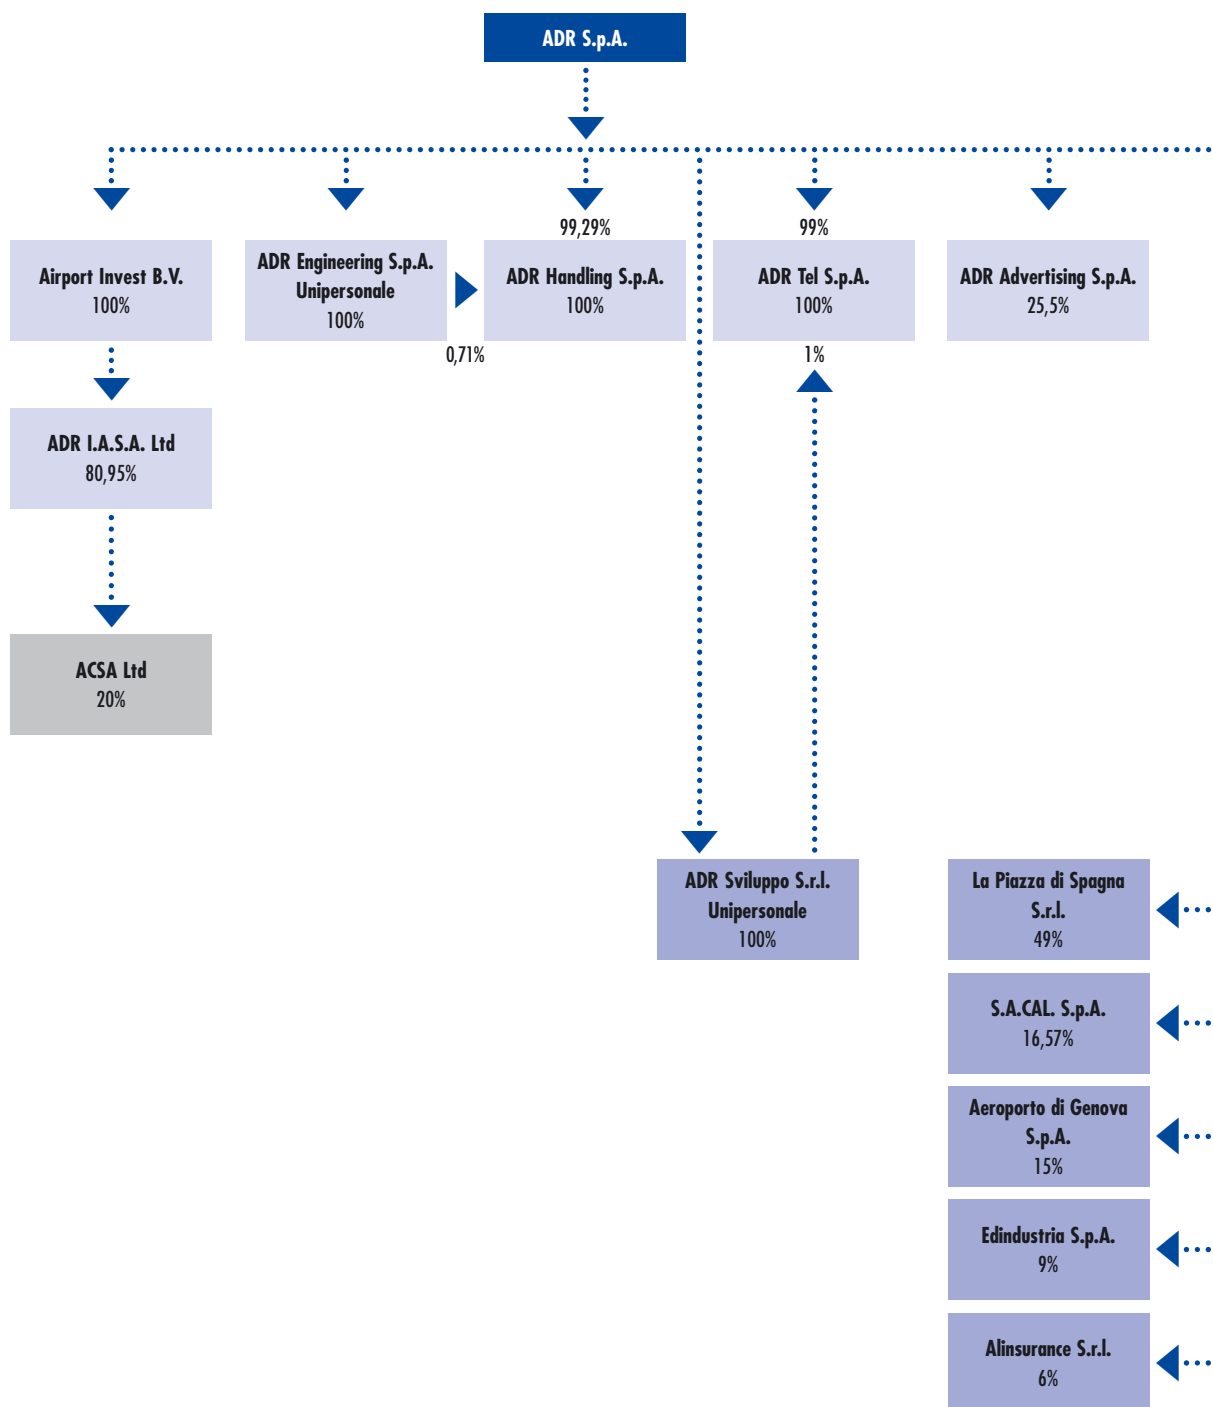 ADR S.p.A.
99,29%
99%
Airport Invest B.V.
100%
ADR Engineering S.p.A.
Unipersonale
100%
ADR Handling S.p.A.
100%
ADR Tel S.p.A.
100%
ADR Advertising S.p.A.
25,5%
0,71%
1%
ADR I.A.S.A. Ltd
80,95%
ACSA Ltd
20%
ADR Sviluppo S.r.l.
Unipersonale
100%
La Piazza di Spagna
S.r.l.
49%
S.A.CAL. S.p.A.
16,57%
Aeroporto di Genova
S.p.A.
15%
Edindustria S.p.A.
9%
Alinsurance S.r.l.
6%